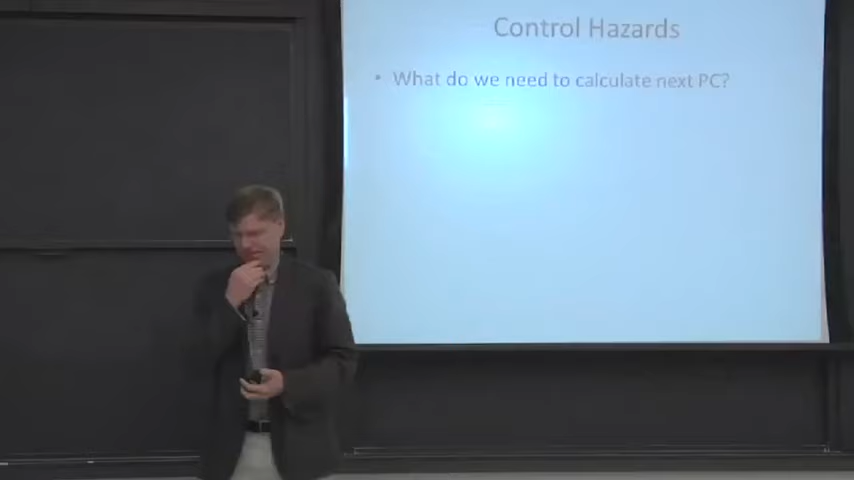 Control Hazards
• What do we need to calculate next PC?